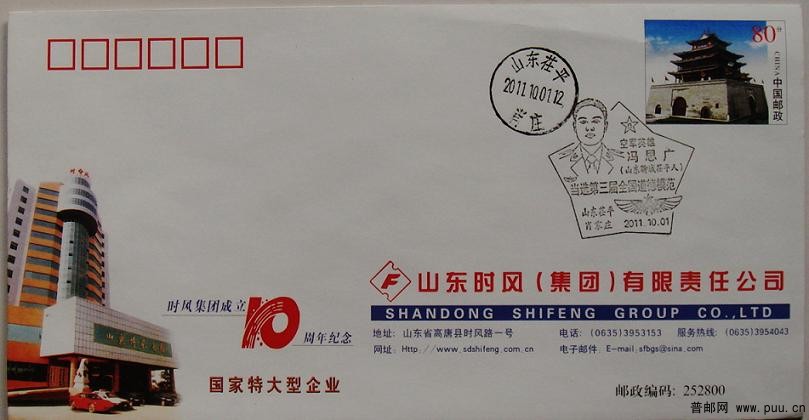 80分
CHINA
中国邮政
山东茌平
2011.10.01.12
肖庄
空军英雄
冯思广
(山东聊城茌平人)
当选第三届全国道德模范
山东茌平
肖家庄 2011.10.01
时风集团成立10周年纪念
国家特大型企业
F
山东时风(集团)有限责任公司
SHANDONG SHIFENG GROUP CO.,LTD
地址: 山东省高唐县时风路一号 电话: (0635)3953153 服务热线: (0635)3954043
网址: Http://www.sdshifeng.com.cn 电子邮件: E-mail:sfbgs@sina.com
邮政编码: 252800
普邮网 www.puu.cn